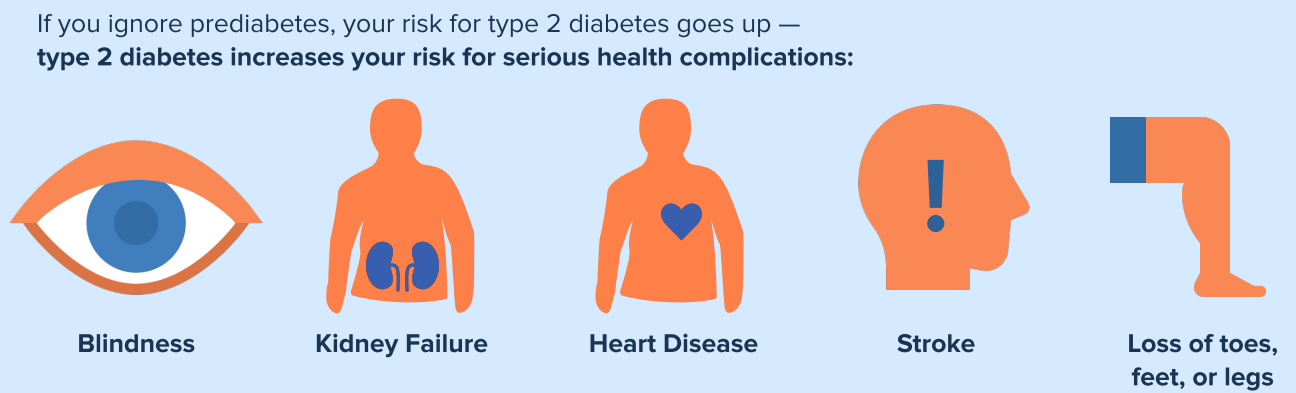 If you ignore prediabetes, your risk for type 2 diabetes goes up —
type 2 diabetes increases your risk for serious health complications:
!
Blindness
Kidney Failure
Heart Disease
Stroke
Loss of toes,
feet, or legs